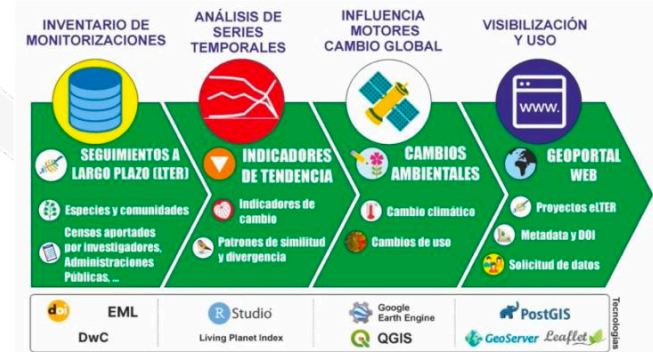 INVENTARIO DE
MONITORIZACIONES
ANÁLISIS DE
SERIES
TEMPORALES
INFLUENCIA
MOTORES
CAMBIO GLOBAL
VISIBILIZACIÓN
Y USO
www.
SEGUIMIENTOS A
LARGO PLAZO (LTER)
Especies y comunidades
Censos aportados
por investigadores,
Administraciones
Públicas, ...
INDICADORES
DE TENDENCIA
Indicadores de
cambio
Patrones de similitud
y divergencia
CAMBIOS
AMBIENTALES
Cambio climático
Cambios de uso
GEOPORTAL
WEB
Proyectos eLTER
Metadata y DOI
Solicitud de datos
doi
EML
DwC
R Studio
Living Planet Index
Google
Earth Engine
QGIS
PostGIS
GeoServer
Leaflet
Tecnologías